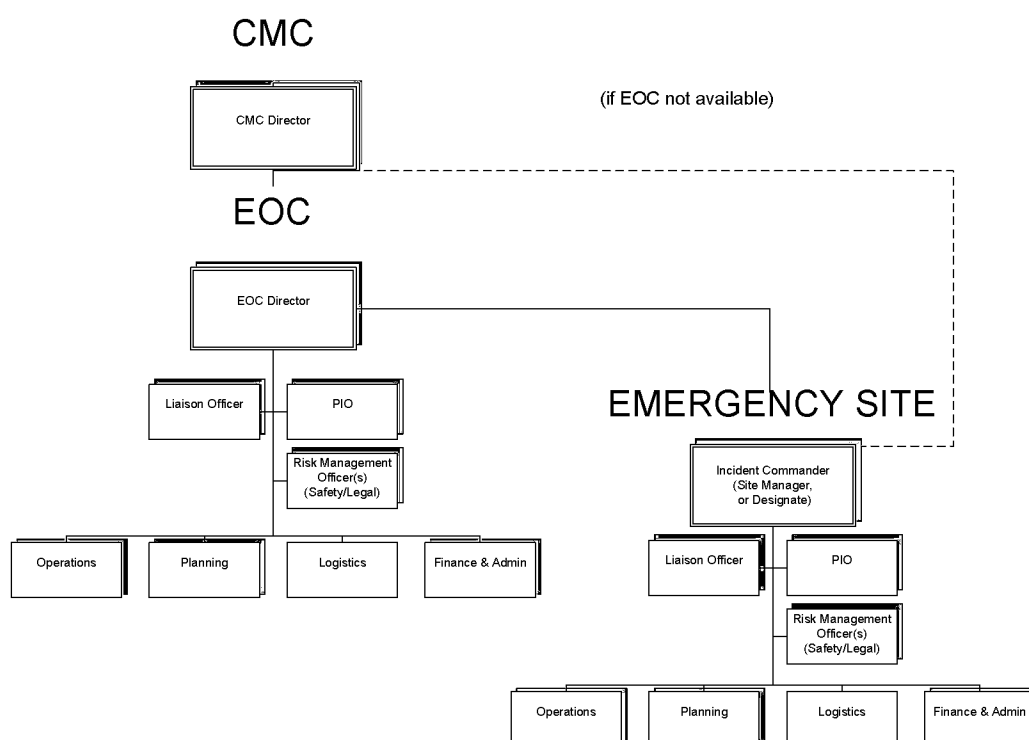 CMC
(if EOC not available)
CMC Director
EOC
EOC Director
Liaison Officer
PIO
EMERGENCY SITE
Risk Management
Officer(s)
(Safety/Legal)
Incident Commander
(Site Manager,
or Designate)
Operations
Planning
Logistics
Finance & Admin
Liaison Officer
PIO
Risk Management
Officer(s)
(Safety/Legal)
Operations
Planning
Logistics
Finance & Admin